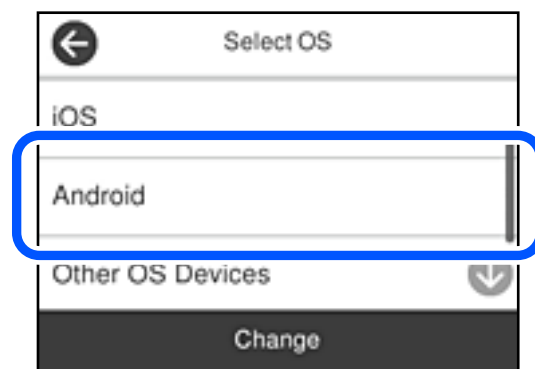 Select OS
iOS
Android
Other OS Devices
Change